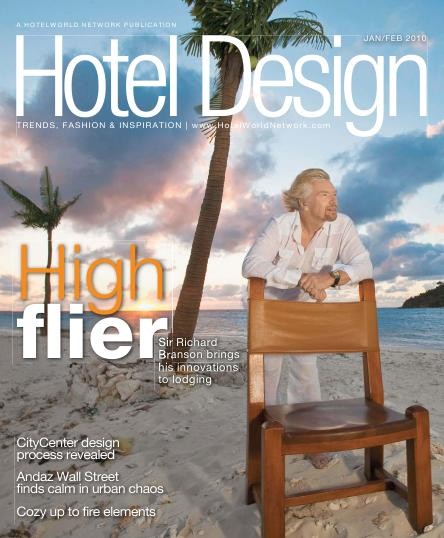 A HOTELWORLD NETWORK PUBLICATION
JAN/FEB 2010
Hotel Design
TRENDS, FASHION & INSPIRATION | www.HotelWorldNetwork.com
High
flier
Sir Richard
Branson brings
his innovations
to lodging
CityCenter design
process revealed
Andaz Wall Street
finds calm in urban chaos
Cozy up to fire elements